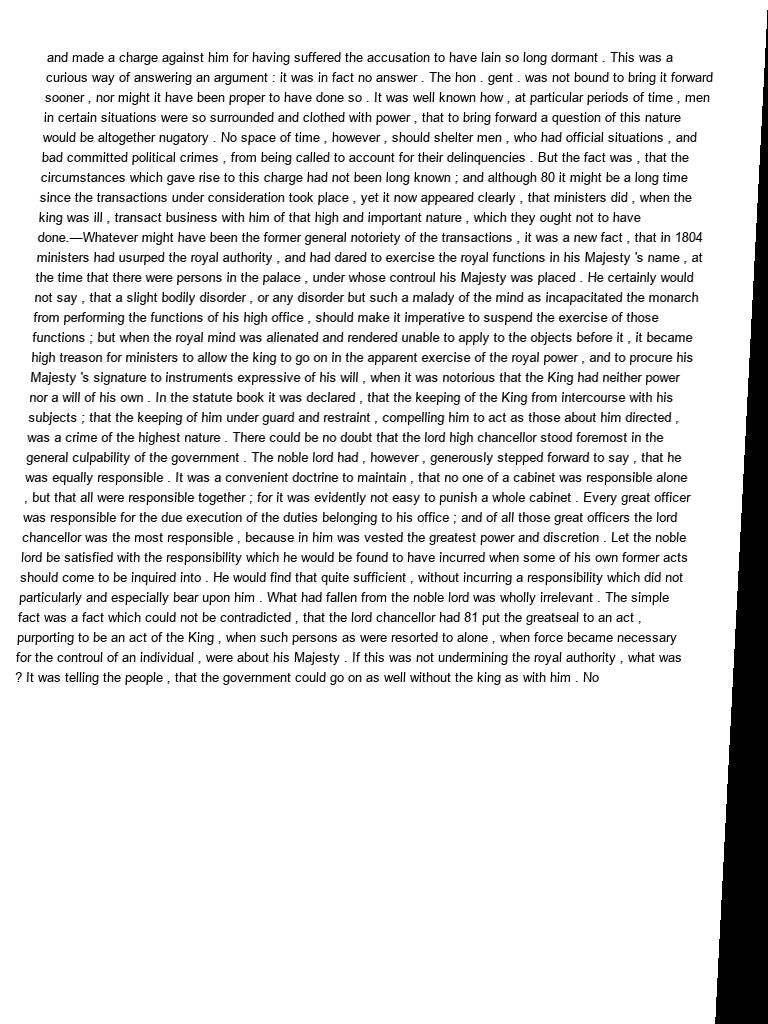 and made a charge against him for having suffered the accusation to have lain so long dormant . This was a
curious way of answering an argument : it was in fact no answer . The hon . gent . was not bound to bring it forward
sooner , nor might it have been proper to have done so . It was well known how , at particular periods of time , men
in certain situations were so surrounded and clothed with power , that to bring forward a question of this nature
would be altogether nugatory . No space of time , however , should shelter men , who had official situations , and
bad committed political crimes , from being called to account for their delinquencies . But the fact was , that the
circumstances which gave rise to this charge had not been long known ; and although 80 it might be a long time
since the transactions under consideration took place , yet it now appeared clearly , that ministers did , when the
king was ill , transact business with him of that high and important nature , which they ought not to have
done.—Whatever might have been the former general notoriety of the transactions , it was a new fact , that in 1804
ministers had usurped the royal authority , and had dared to exercise the royal functions in his Majesty 's name , at
the time that there were persons in the palace , under whose controul his Majesty was placed . He certainly would
not say , that a slight bodily disorder , or any disorder but such a malady of the mind as incapacitated the monarch
from performing the functions of his high office , should make it imperative to suspend the exercise of those
functions ; but when the royal mind was alienated and rendered unable to apply to the objects before it , it became
high treason for ministers to allow the king to go on in the apparent exercise of the royal power , and to procure his
Majesty 's signature to instruments expressive of his will , when it was notorious that the King had neither power
nor a will of his own . In the statute book it was declared , that the keeping of the King from intercourse with his
subjects ; that the keeping of him under guard and restraint , compelling him to act as those about him directed ,
was a crime of the highest nature . There could be no doubt that the lord high chancellor stood foremost in the
general culpability of the government . The noble lord had , however , generously stepped forward to say , that he
was equally responsible . It was a convenient doctrine to maintain , that no one of a cabinet was responsible alone
, but that all were responsible together ; for it was evidently not easy to punish a whole cabinet . Every great officer
was responsible for the due execution of the duties belonging to his office ; and of all those great officers the lord
chancellor was the most responsible , because in him was vested the greatest power and discretion . Let the noble
lord be satisfied with the responsibility which he would be found to have incurred when some of his own former acts
should come to be inquired into . He would find that quite sufficient , without incurring a responsibility which did not
particularly and especially bear upon him . What had fallen from the noble lord was wholly irrelevant . The simple
fact was a fact which could not be contradicted , that the lord chancellor had 81 put the greatseal to an act ,
purporting to be an act of the King , when such persons as were resorted to alone , when force became necessary
for the controul of an individual , were about his Majesty . If this was not undermining the royal authority , what was
? It was telling the people , that the government could go on as well without the king as with him . No